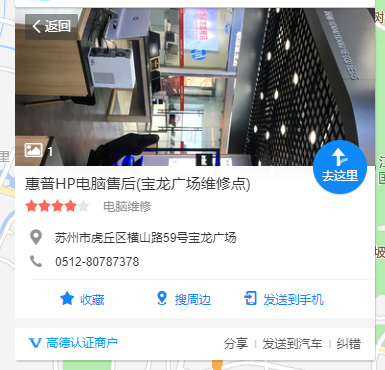 返回
1
去这里
惠普HP电脑售后(宝龙广场维修点)
电脑维修
苏州市虎丘区横山路59号宝龙广场
0512-80787378
收藏 搜周边 发送到手机
高德认证商户 分享 | 发送到汽车 | 纠错